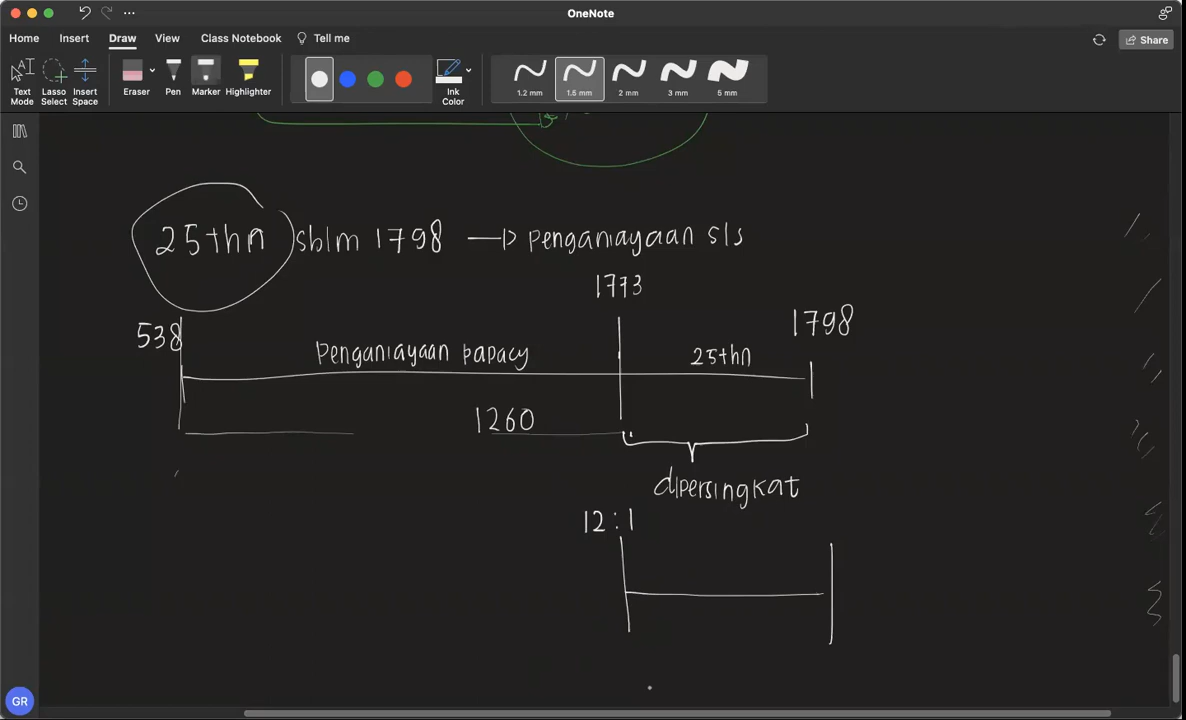 OneNote
Home Insert Draw View Class Notebook Tell me
Share
Text Mode
Lasso Select
Insert Space
Eraser
Pen
Marker
Highlighter
Ink Color
1.2 mm
1.6 mm
2 mm
3 mm
5 mm
25thn sblm 1798 → penganiayaan sls
1773
538
1798
Penganiayaan papacy
25thn
1260
dipersingkat
12:1
GR